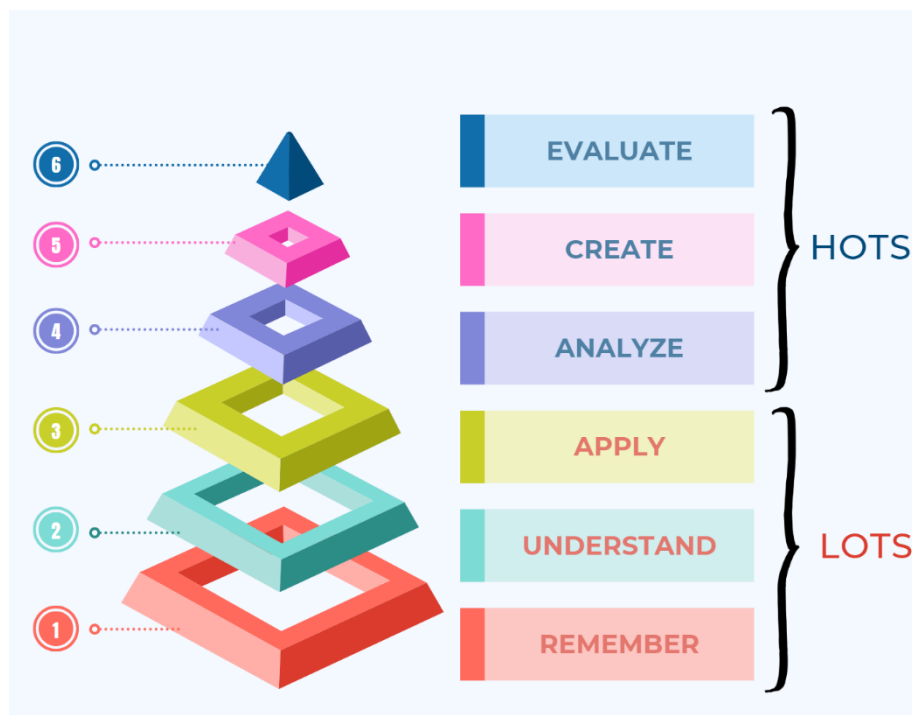 6
EVALUATE
5
CREATE
HOTS
4
ANALYZE
3
APPLY
2
UNDERSTAND
LOTS
1
REMEMBER